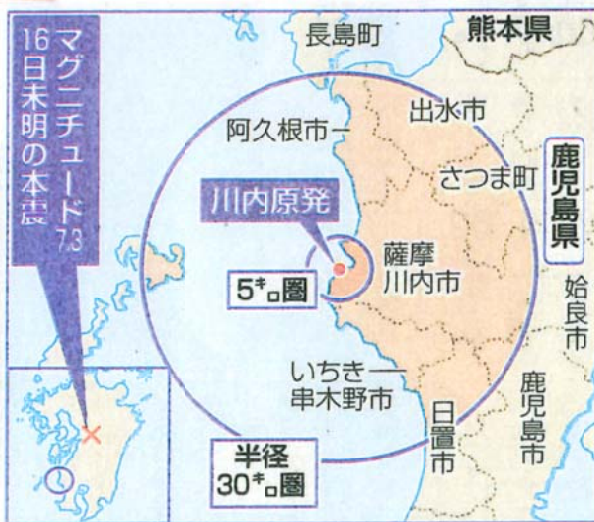 16日未明の本震
マグニチュード7.3
長島町
熊本県
阿久根市
出水市
さつま町
鹿児島県
川内原発
薩摩
川内市
5㌔圏
姶良市
いちき
串木野市
日置市
鹿児島市
半径
30㌔圏